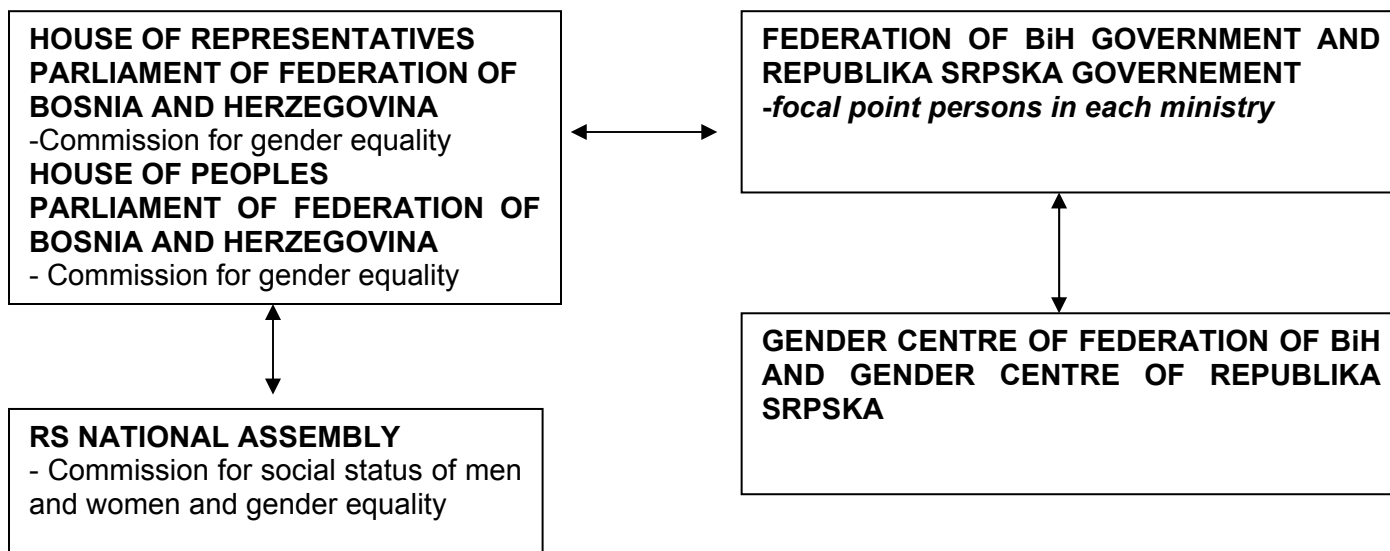 HOUSE OF REPRESENTATIVES
PARLIAMENT OF FEDERATION OF
BOSNIA AND HERZEGOVINA
-Commission for gender equality
HOUSE OF PEOPLES
PARLIAMENT OF FEDERATION OF
BOSNIA AND HERZEGOVINA
- Commission for gender equality
FEDERATION OF BiH GOVERNMENT AND
REPUBLIKA SRPSKA GOVERNEMENT
-focal point persons in each ministry
RS NATIONAL ASSEMBLY
- Commission for social status of men
and women and gender equality
GENDER CENTRE OF FEDERATION OF BiH
AND GENDER CENTRE OF REPUBLIKA
SRPSKA